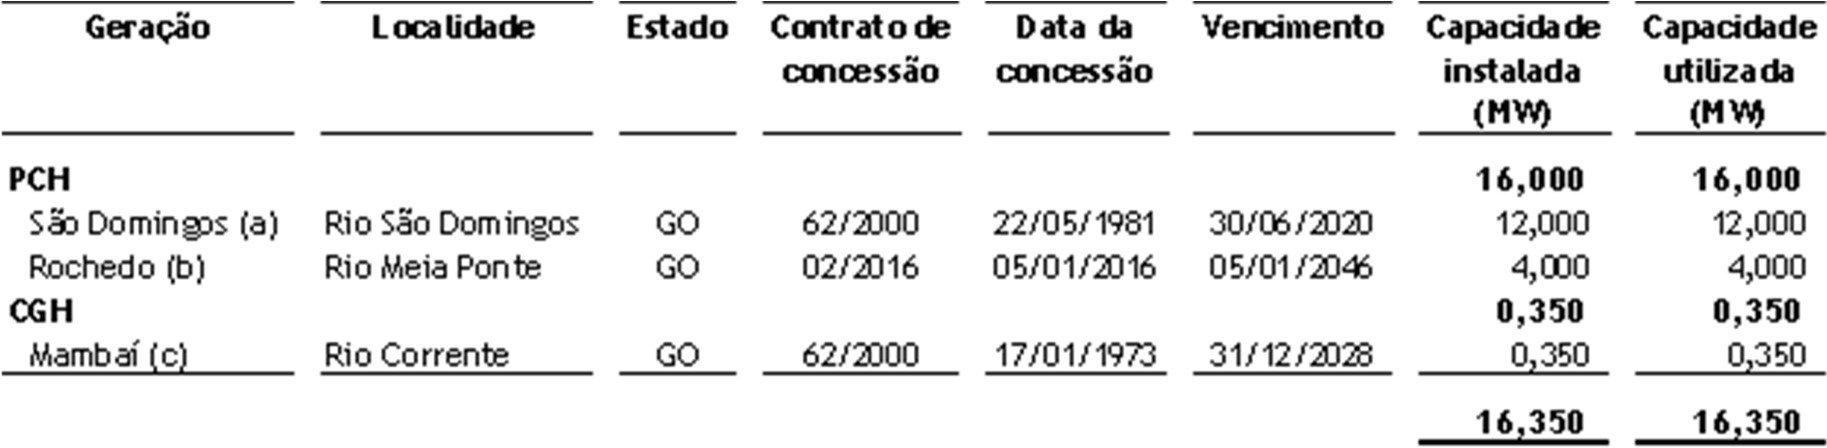 Geração Localidade Estado Contrato de Data da Vencimento Capacidade Capacidade
concessão concessão instalada utilizada
(MW) (MW)
PCH 16,000 16,000
São Domingos (a) Rio São Domingos GO 62/2000 22/05/1981 30/06/2020 12,000 12,000
Rochedo (b) Rio Meia Ponte GO 02/2016 05/01/2016 05/01/2046 4,000 4,000
CGH 0,350 0,350
Mambaí (c) Rio Corrente GO 62/2000 17/01/1973 31/12/2028 0,350 0,350
16,350 16,350